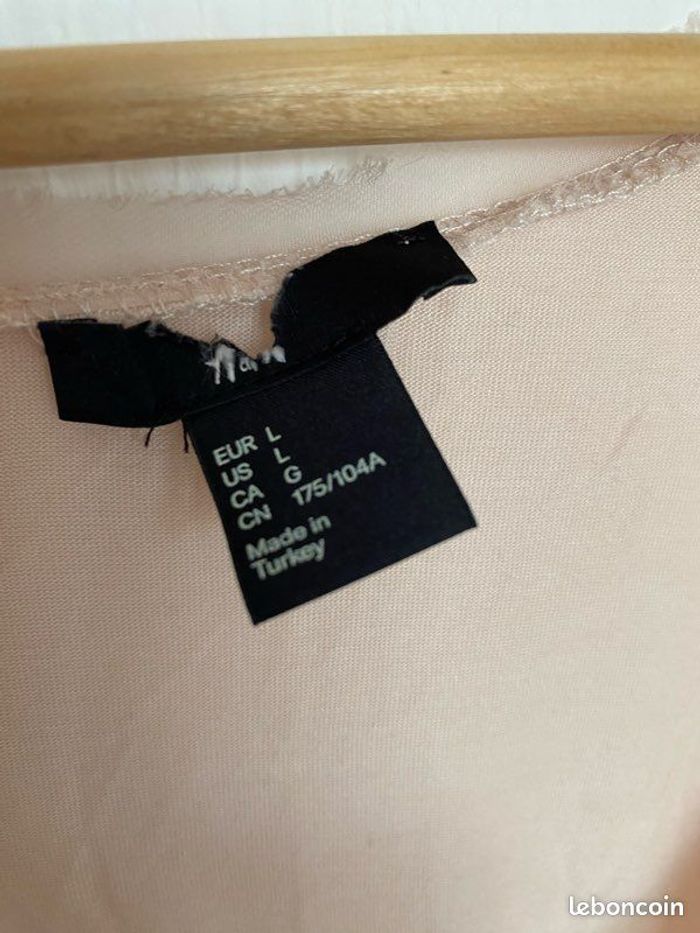 EUR L
US L
CA G
CN 175/104A
Made in
Turkey
leboncoin